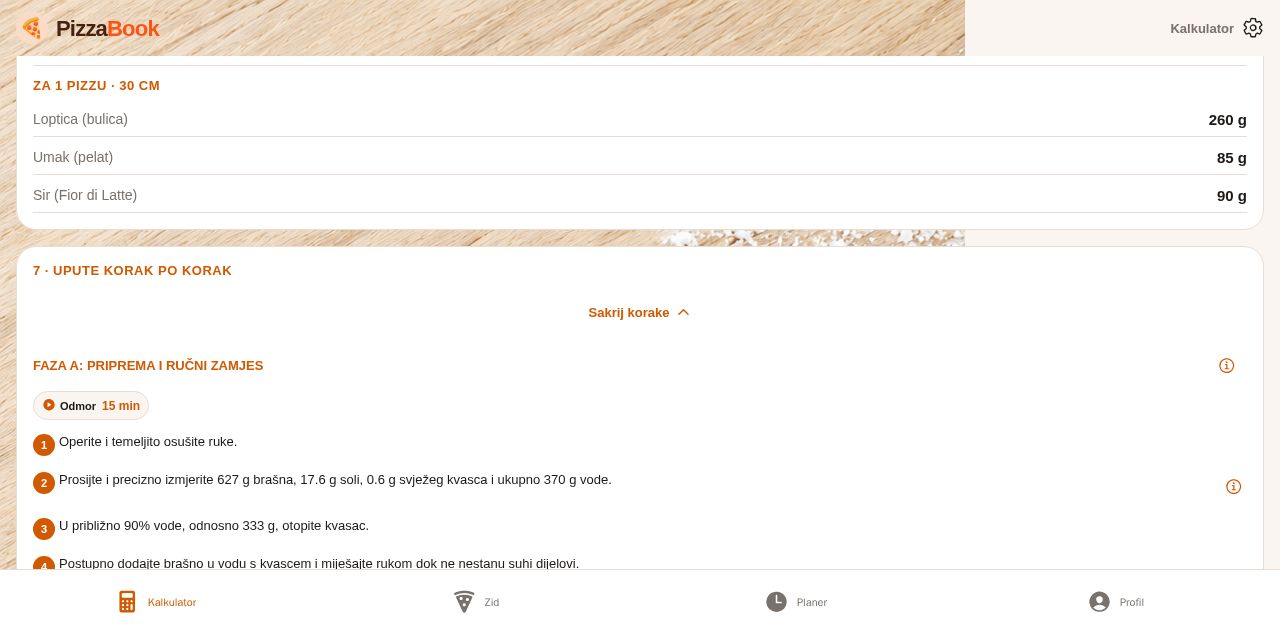 PizzaBook
Kalkulator
ZA 1 PIZZU · 30 CM
Loptica (bulica) 260 g
Umak (pelat) 85 g
Sir (Fior di Latte) 90 g
7 · UPUTE KORAK PO KORAK
Sakrij korake
FAZA A: PRIPREMA I RUČNI ZAMJES
Odmor 15 min
1 Operite i temeljito osušite ruke.
2 Prosijte i precizno izmjerite 627 g brašna, 17.6 g soli, 0.6 g svježeg kvasca i ukupno 370 g vode.
3 U približno 90% vode, odnosno 333 g, otopite kvasac.
4 Postupno dodajte brašno u vodu s kvascem i miješajte rukom dok ne nestanu suhi dijelovi.
Kalkulator
Zid
Planer
Profil